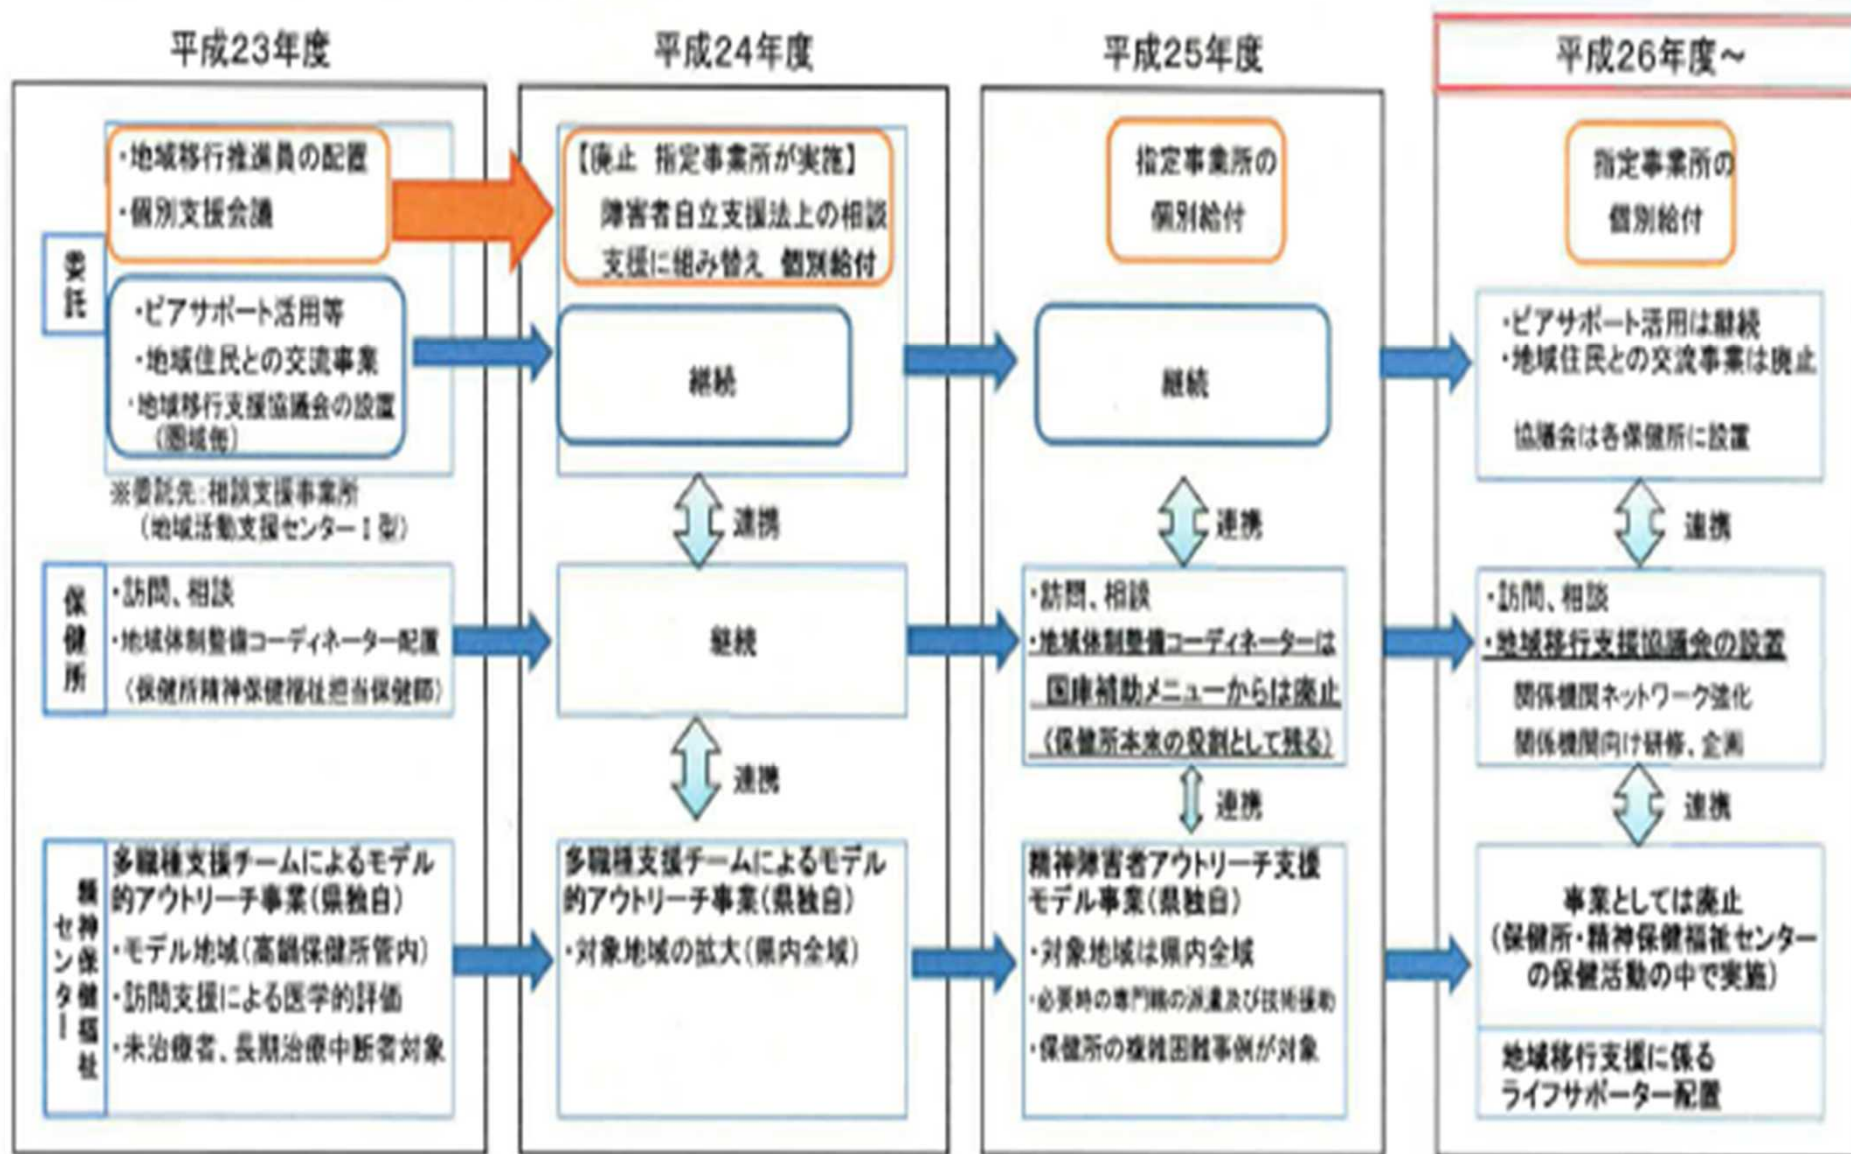 平成23年度
委託
・地域移行推進員の配置
・個別支援会議
・ピアサポート活用等
・地域住民との交流事業
・地域移行支援協議会の設置
(圏域毎)
※委託先:相談支援事業所
(地域活動支援センターⅠ型)
保健所
・訪問、相談
・地域体制整備コーディネーター配置
(保健所精神保健福祉担当保健師)
精神保健福祉
センター
多職種支援チームによるモデル
的アウトリーチ事業(県独自)
・モデル地域(高鍋保健所管内)
・訪問支援による医学的評価
・未治療者、長期治療中断者対象
平成24年度
【廃止 指定事業所が実施】
障害者自立支援法上の相談
支援に組み替え 個別給付
継続
連携
継続
連携
多職種支援チームによるモデル
的アウトリーチ事業(県独自)
・対象地域の拡大(県内全域)
平成25年度
指定事業所の
個別給付
継続
連携
・訪問、相談
・地域体制整備コーディネーターは
国庫補助メニューからは廃止
(保健所本来の役割として残る)
連携
精神障害者アウトリーチ支援
モデル事業(県独自)
・対象地域は県内全域
・必要時の専門職の派遣及び技術援助
・保健所の複雑困難事例が対象
平成26年度~
指定事業所の
個別給付
・ピアサポート活用は継続
・地域住民との交流事業は廃止
協議会は各保健所に設置
連携
・訪問、相談
・地域移行支援協議会の設置
関係機関ネットワーク強化
関係機関向け研修、企画
連携
事業としては廃止
(保健所・精神保健福祉センター
の保健活動の中で実施)
地域移行支援に係る
ライフサポーター配置